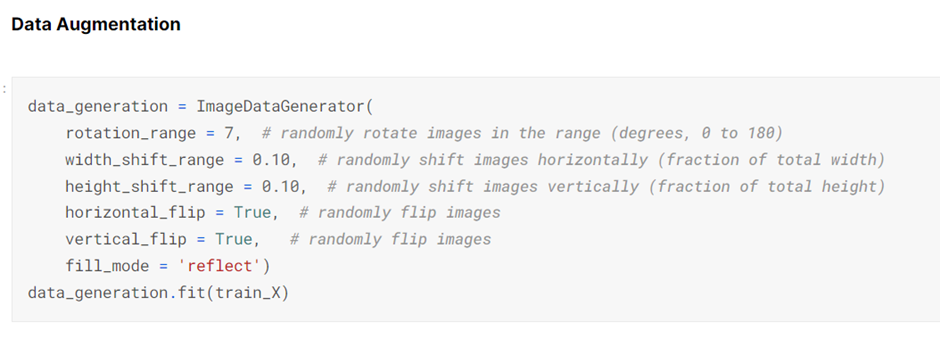 Data Augmentation
:
data_generation = ImageDataGenerator(
    rotation_range = 7,  # randomly rotate images in the range (degrees, 0 to 180)
    width_shift_range = 0.10,  # randomly shift images horizontally (fraction of total width)
    height_shift_range = 0.10,  # randomly shift images vertically (fraction of total height)
    horizontal_flip = True,  # randomly flip images
    vertical_flip = True,   # randomly flip images
    fill_mode = 'reflect')
data_generation.fit(train_X)